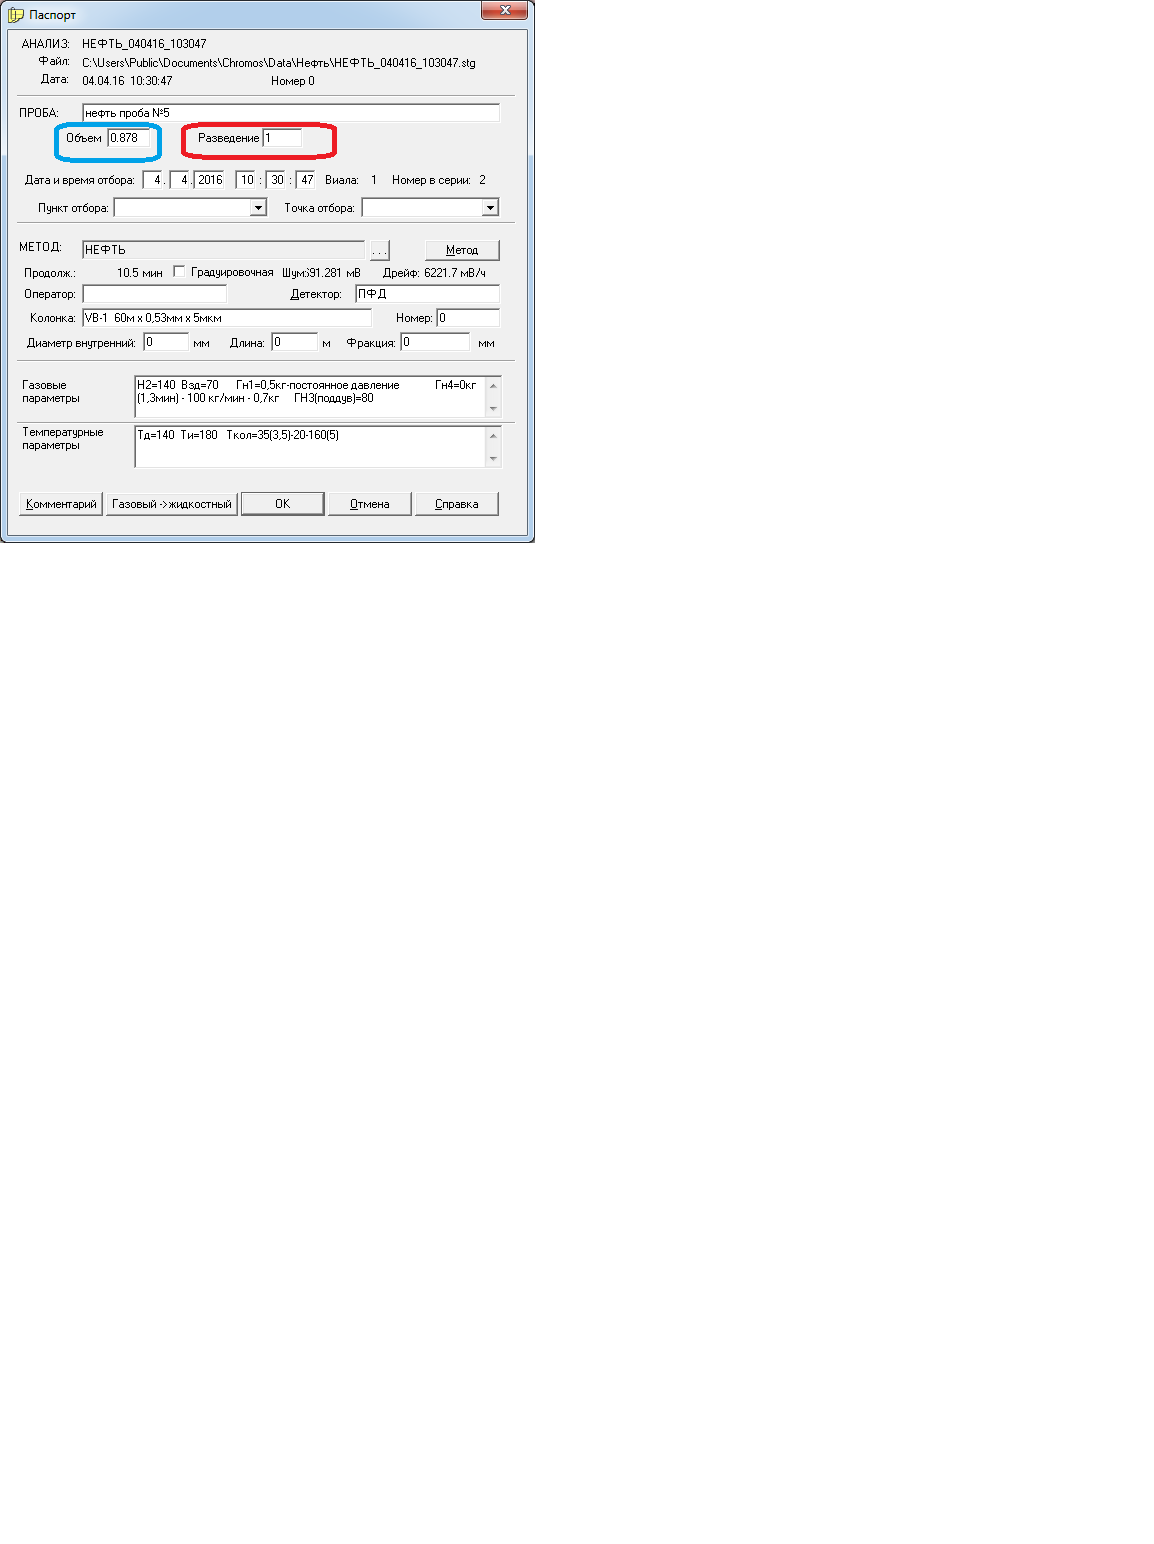 Паспорт
АНАЛИЗ: НЕФТЬ_040416_103047
Файл: C:\Users\Public\Documents\Chromos\Data\Нефть\НЕФТЬ_040416_103047.stg
Дата: 04.04.16 10:30:47 Номер 0
ПРОБА: нефть проба №5
Объем 0.878 Разведение 1
Дата и время отбора: 4 . 4 . 2016 10 : 30 : 47 Виала: 1 Номер в серии: 2
Пункт отбора: Точка отбора:
МЕТОД: НЕФТЬ ... Метод
Продолж.: 10.5 мин Градуировочная Шум: 91.281 мВ Дрейф: 6221.7 мВ/ч
Оператор: Детектор: ПФД
Колонка: VB-1 60м x 0,53мм x 5мкм Номер: 0
Диаметр внутренний: 0 мм Длина: 0 м Фракция: 0 мм
Газовые параметры
H2=140 Взд=70 Гн1=0,5кг-постоянное давление Гн4=0кг
(1,3мин) - 100 кг/мин - 0,7кг ГН3(поддув)=80
Температурные параметры
Тд=140 Ти=180 Ткол=35(3,5)-20-160(5)
Комментарий Газовый ->жидкостный OK Отмена Справка